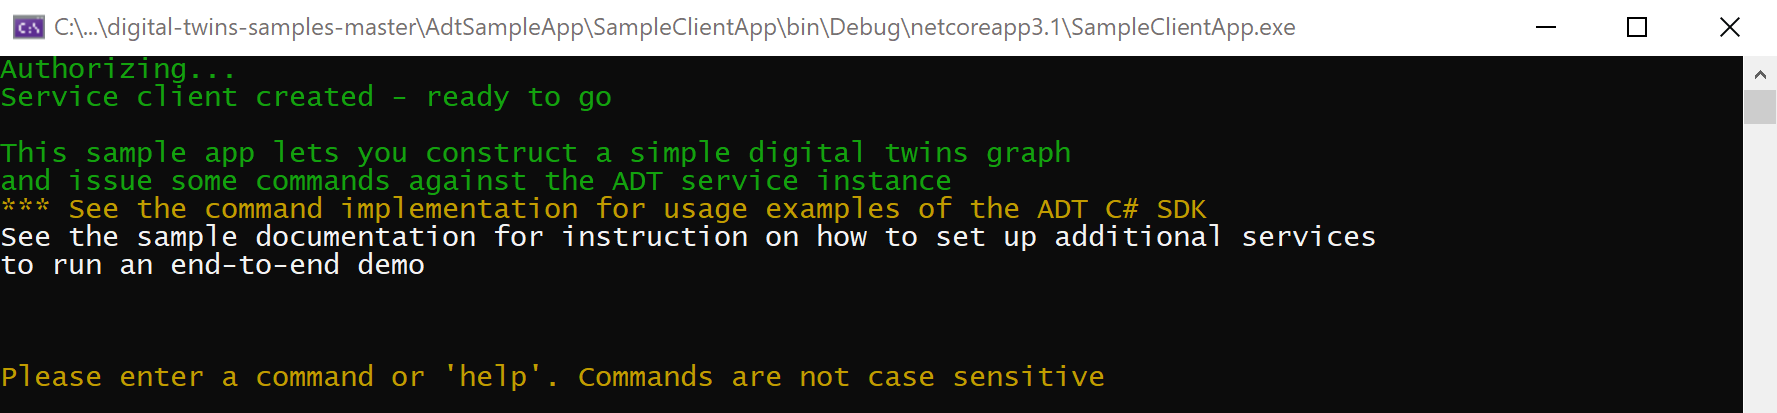 C:\...\digital-twins-samples-master\AdtSampleApp\SampleClientApp\bin\Debug\netcoreapp3.1\SampleClientApp.exe
Authorizing...
Service client created - ready to go
This sample app lets you construct a simple digital twins graph
and issue some commands against the ADT service instance
*** See the command implementation for usage examples of the ADT C# SDK
See the sample documentation for instruction on how to set up additional services
to run an end-to-end demo
Please enter a command or 'help'. Commands are not case sensitive